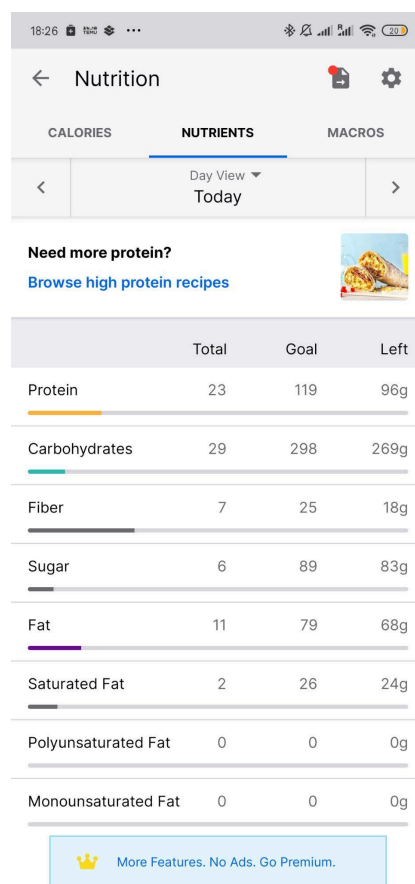 18:26
Nutrition
CALORIES NUTRIENTS MACROS
Day View
Today
Need more protein?
Browse high protein recipes
Total Goal Left
Protein 23 119 96g
Carbohydrates 29 298 269g
Fiber 7 25 18g
Sugar 6 89 83g
Fat 11 79 68g
Saturated Fat 2 26 24g
Polyunsaturated Fat 0 0 0g
Monounsaturated Fat 0 0 0g
More Features. No Ads. Go Premium.